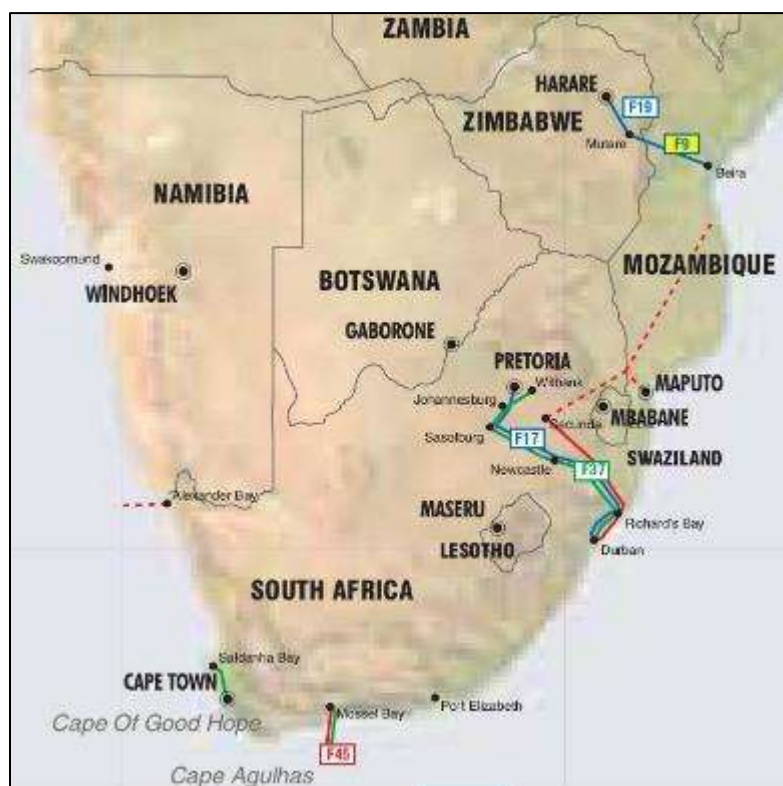 ZAMBIA
HARARE
F19
ZIMBABWE
Mutare
F9
Beira
NAMIBIA
Swakopmund
WINDHOEK
MOZAMBIQUE
BOTSWANA
GABORONE
PRETORIA
Witbank
MAPUTO
Johannesburg
MBABANE
Secunda
Sasolburg
F17
SWAZILAND
Newcastle
F37
Alexander Bay
MASERU
Richard's Bay
LESOTHO
Durban
SOUTH AFRICA
Saldanha Bay
CAPE TOWN
Mossel Bay
Port Elizabeth
Cape Of Good Hope
F45
Cape Agulhas